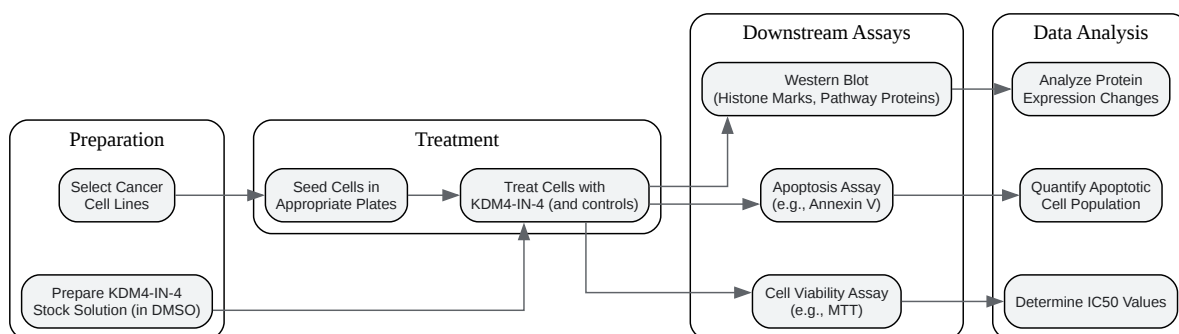 Preparation
Select Cancer
Cell Lines
Prepare KDM4-IN-4
Stock Solution (in DMSO)
Treatment
Seed Cells in
Appropriate Plates
Treat Cells with
KDM4-IN-4 (and controls)
Downstream Assays
Western Blot
(Histone Marks, Pathway Proteins)
Apoptosis Assay
(e.g., Annexin V)
Cell Viability Assay
(e.g., MTT)
Data Analysis
Analyze Protein
Expression Changes
Quantify Apoptotic
Cell Population
Determine IC50 Values